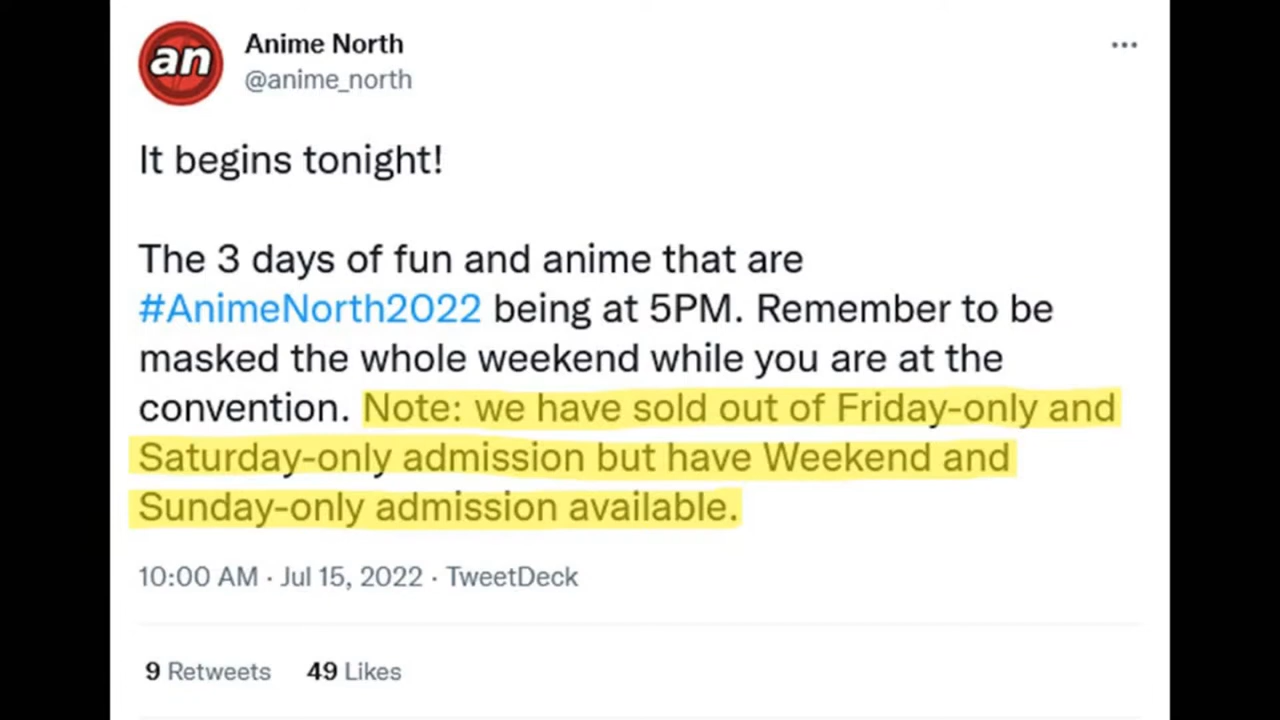 an
Anime North
@anime_north
It begins tonight!
The 3 days of fun and anime that are
#AnimeNorth2022 being at 5PM. Remember to be
masked the whole weekend while you are at the
convention. Note: we have sold out of Friday-only and
Saturday-only admission but have Weekend and
Sunday-only admission available.
10:00 AM · Jul 15, 2022 · TweetDeck
9 Retweets 49 Likes